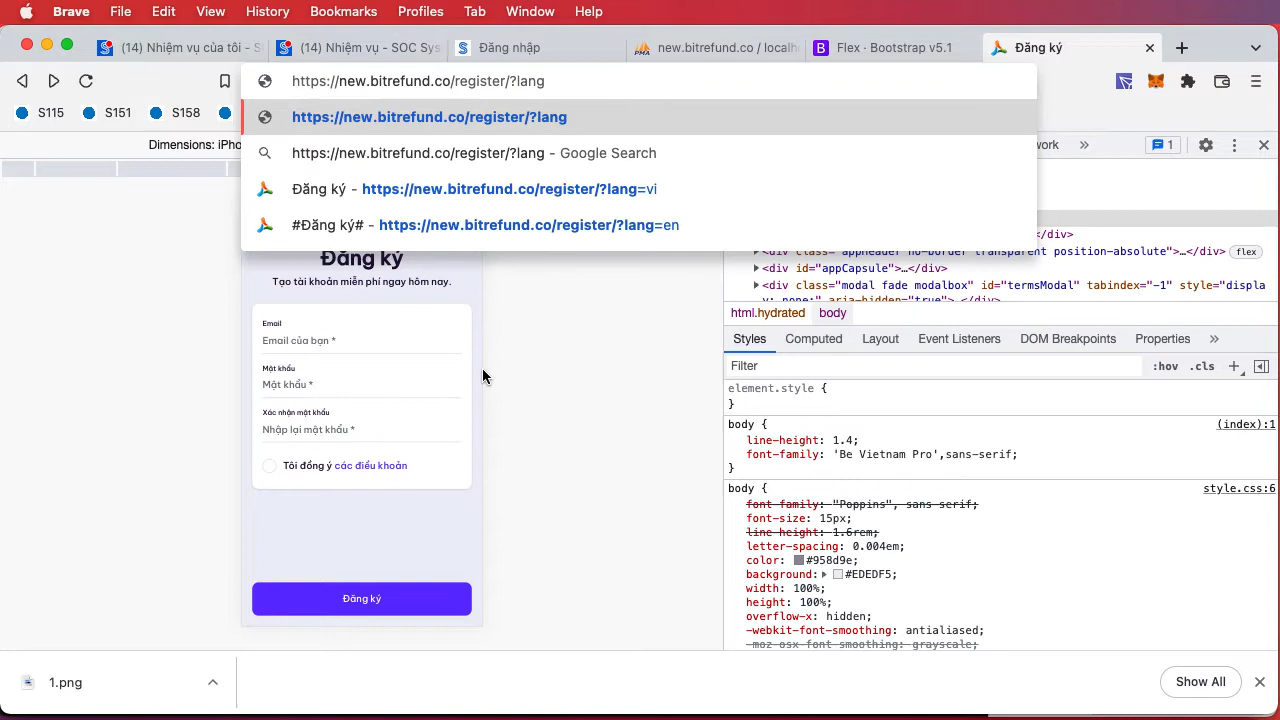 Brave File Edit View History Bookmarks Profiles Tab Window Help
(14) Nhiệm vụ của tôi - S
(14) Nhiệm vụ - SOC Sys
Đăng nhập
new.bitrefund.co / localh
Flex · Bootstrap v5.1
Đăng ký
https://new.bitrefund.co/register/?lang
S115
S151
S155
https://new.bitrefund.co/register/?lang
https://new.bitrefund.co/register/?lang - Google Search
Đăng ký - https://new.bitrefund.co/register/?lang=vi
#Đăng ký# - https://new.bitrefund.co/register/?lang=en
Dimensions: iPho
work
1
</div>
<div class="appHeader no-border transparent position-absolute">…</div> flex
<div id="appCapsule">…</div>
<div class="modal fade modalbox" id="termsModal" tabindex="-1" style="displa
y: none;" aria-hidden="true">…</div>
html.hydrated body
Styles Computed Layout Event Listeners DOM Breakpoints Properties
Filter
:hov .cls
element.style {
}
body {
(index):1
line-height: 1.4;
font-family: 'Be Vietnam Pro',sans-serif;
}
body {
style.css:6
font-family: "Poppins", sans-serif;
font-size: 15px;
line-height: 1.6rem;
letter-spacing: 0.004em;
color: #958d9e;
background: #EDEDF5;
width: 100%;
height: 100%;
overflow-x: hidden;
-webkit-font-smoothing: antialiased;
-moz-osx-font-smoothing: grayscale;
Đăng ký
Tạo tài khoản miễn phí ngay hôm nay.
Email
Email của bạn *
Mật khẩu
Mật khẩu *
Xác nhận mật khẩu
Nhập lại mật khẩu *
Tôi đồng ý các điều khoản
Đăng ký
1.png
Show All